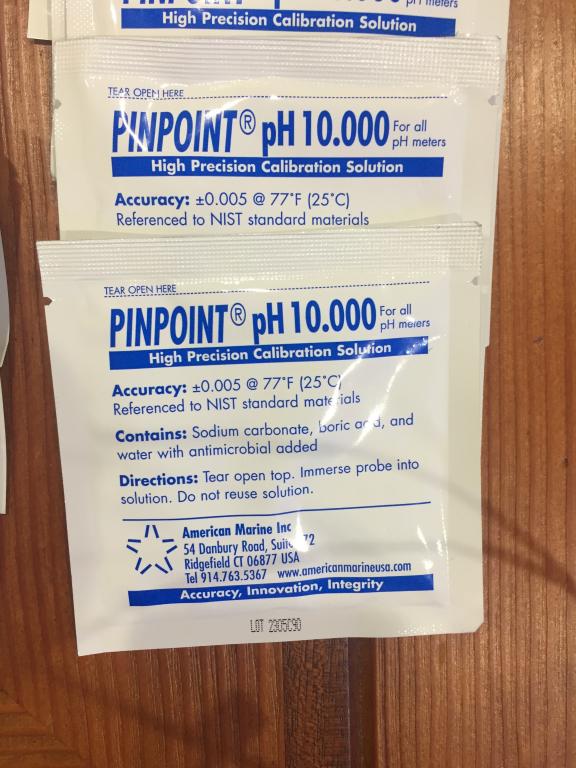 High Precision Calibration Solution
TEAR OPEN HERE
PINPOINT® pH 10.000 For all
pH meters
High Precision Calibration Solution
Accuracy: ±0.005 @ 77°F (25°C)
Referenced to NIST standard materials
TEAR OPEN HERE
PINPOINT® pH 10.000 For all
pH meters
High Precision Calibration Solution
Accuracy: ±0.005 @ 77°F (25°C)
Referenced to NIST standard materials
Contains: Sodium carbonate, boric acid, and
water with antimicrobial added
Directions: Tear open top. Immerse probe into
solution. Do not reuse solution.
American Marine Inc
54 Danbury Road,
Ridgefield CT 06877 USA
Tel 914.763.5367 www.americanmarineusa.com
Accuracy, Innovation, Integrity
LOT 2305C90